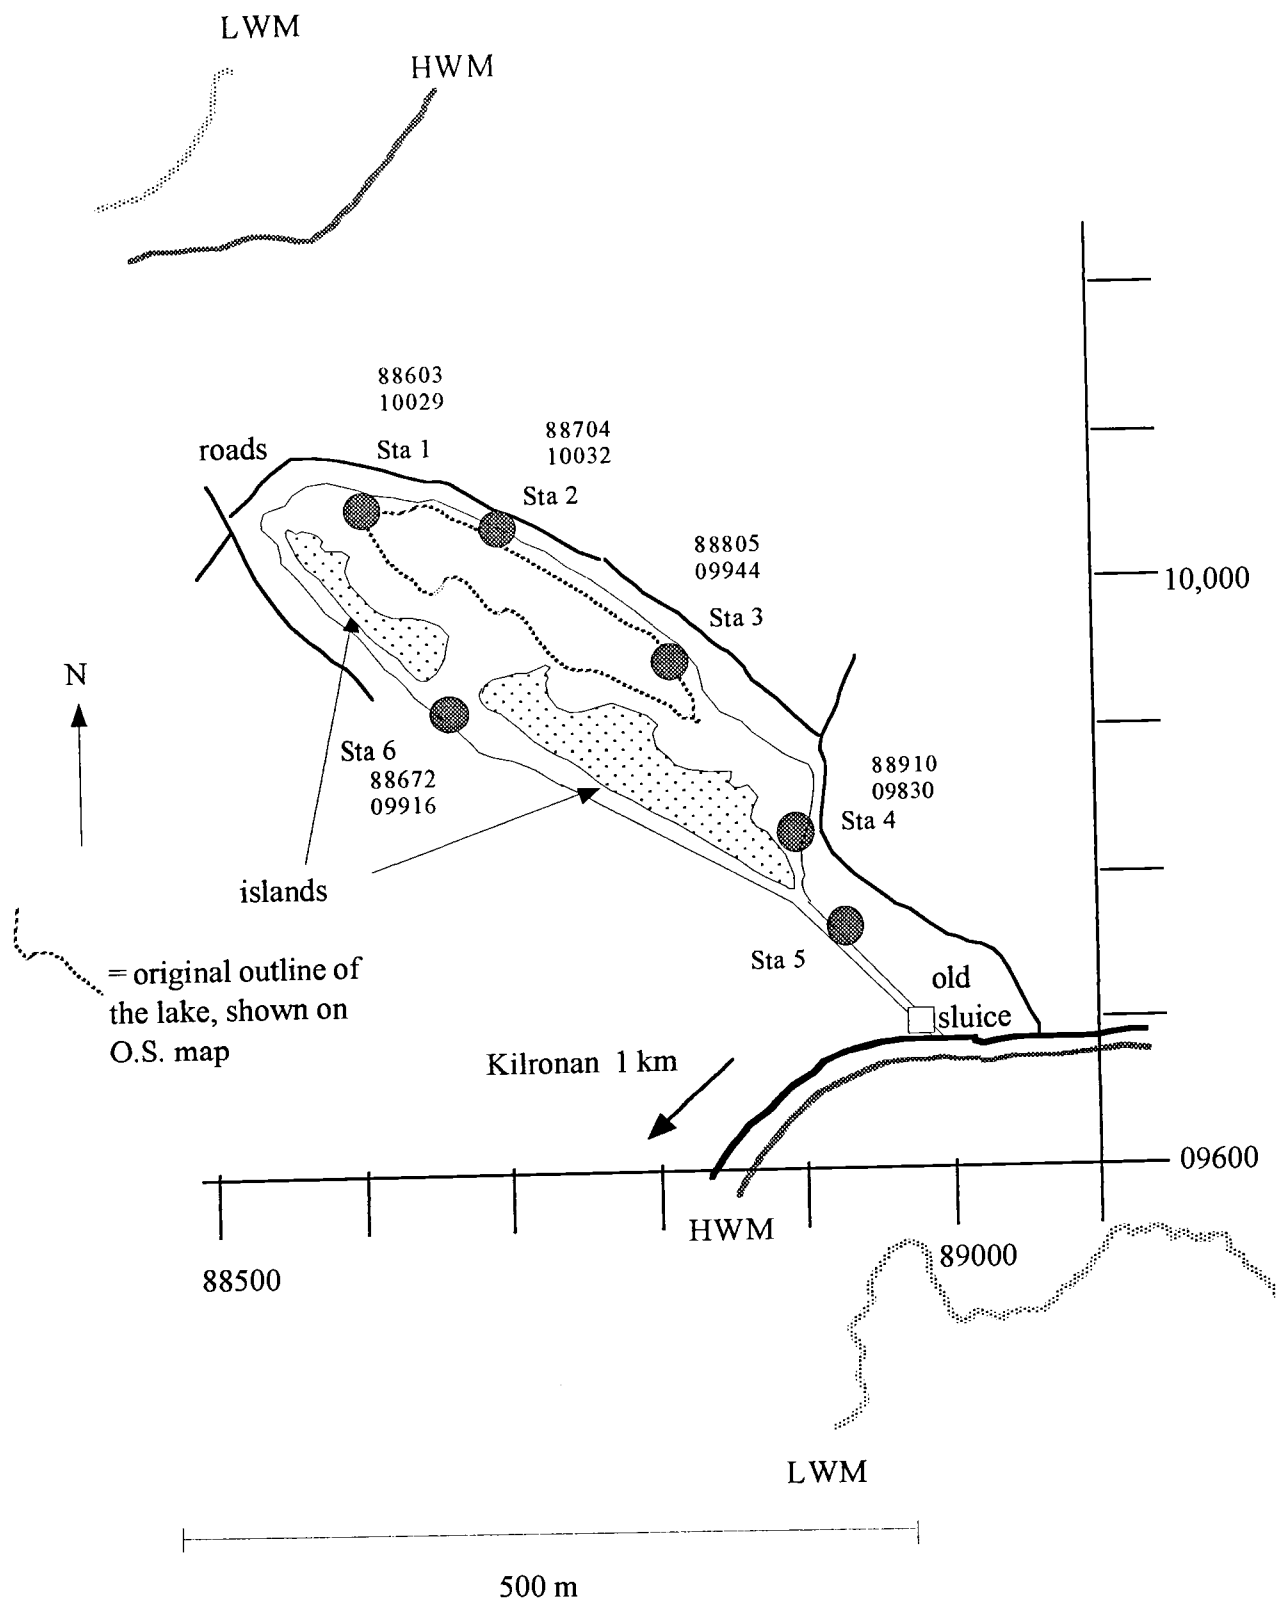 LWM
HWM
88603
10029
roads
Sta 1
88704
10032
Sta 2
88805
09944
Sta 3
10,000
N
Sta 6
88672
09916
88910
09830
Sta 4
islands
Sta 5
= original outline of
the lake, shown on
O.S. map
old
sluice
Kilronan 1 km
09600
HWM
88500
89000
LWM
500 m